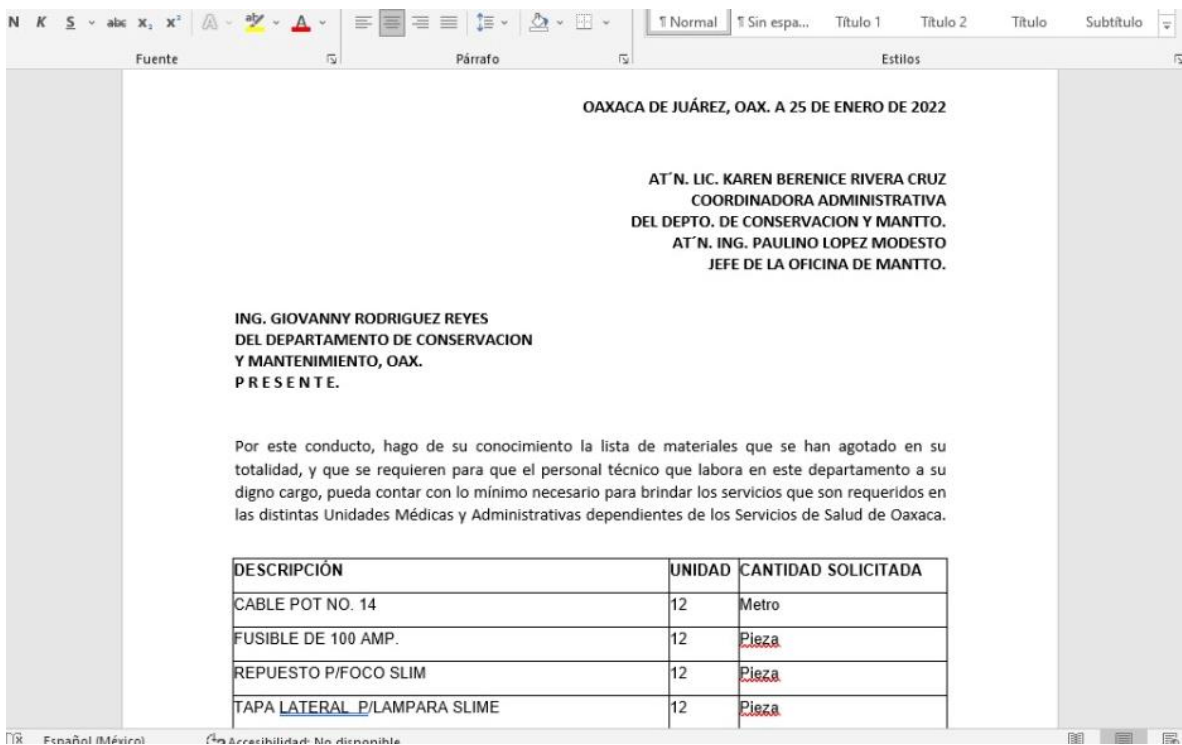 N K S abc x₂ x² A aby A
¶ Normal ¶ Sin espa... Título 1 Título 2 Título Subtítulo
Fuente Párrafo Estilos
OAXACA DE JUÁREZ, OAX. A 25 DE ENERO DE 2022
AT´N. LIC. KAREN BERENICE RIVERA CRUZ
COORDINADORA ADMINISTRATIVA
DEL DEPTO. DE CONSERVACION Y MANTTO.
AT´N. ING. PAULINO LOPEZ MODESTO
JEFE DE LA OFICINA DE MANTTO.
ING. GIOVANNY RODRIGUEZ REYES
DEL DEPARTAMENTO DE CONSERVACION
Y MANTENIMIENTO, OAX.
P R E S E N T E.
Por este conducto, hago de su conocimiento la lista de materiales que se han agotado en su
totalidad, y que se requieren para que el personal técnico que labora en este departamento a su
digno cargo, pueda contar con lo mínimo necesario para brindar los servicios que son requeridos en
las distintas Unidades Médicas y Administrativas dependientes de los Servicios de Salud de Oaxaca.
DESCRIPCIÓN UNIDAD CANTIDAD SOLICITADA
CABLE POT NO. 14 12 Metro
FUSIBLE DE 100 AMP. 12 Pieza
REPUESTO P/FOCO SLIM 12 Pieza
TAPA LATERAL P/LAMPARA SLIME 12 Pieza
Español (México) Accesibilidad: No disponible